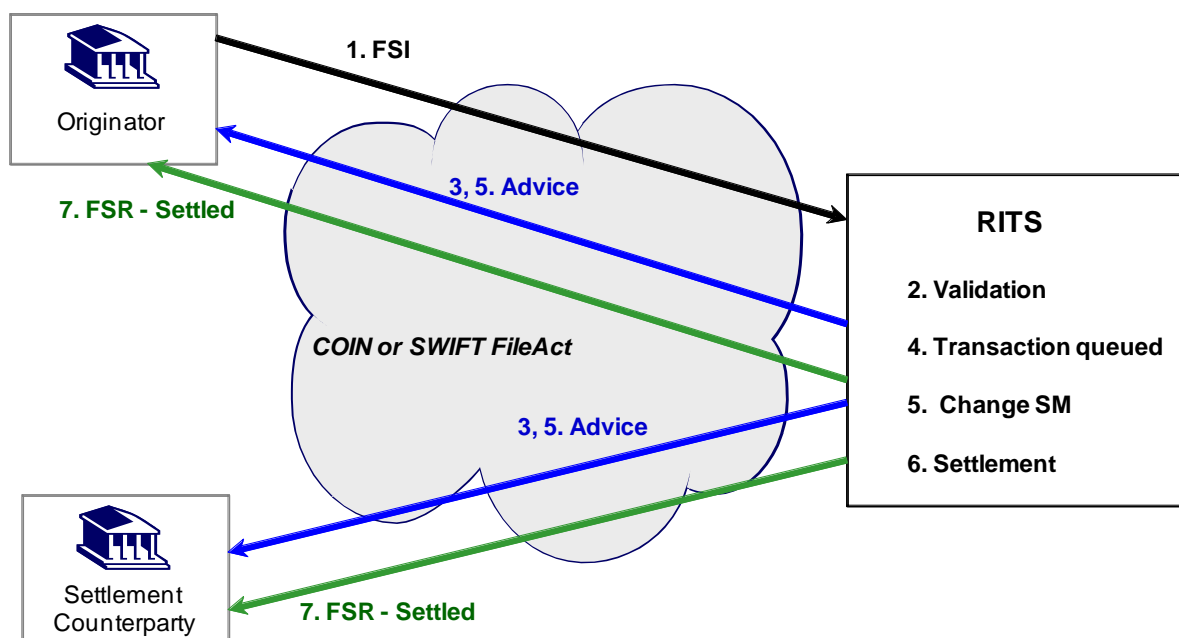 1. FSI
Originator
3, 5. Advice
7. FSR - Settled
RITS
2. Validation
COIN or SWIFT FileAct
4. Transaction queued
5. Change SM
3, 5. Advice
6. Settlement
Settlement
Counterparty
7. FSR - Settled